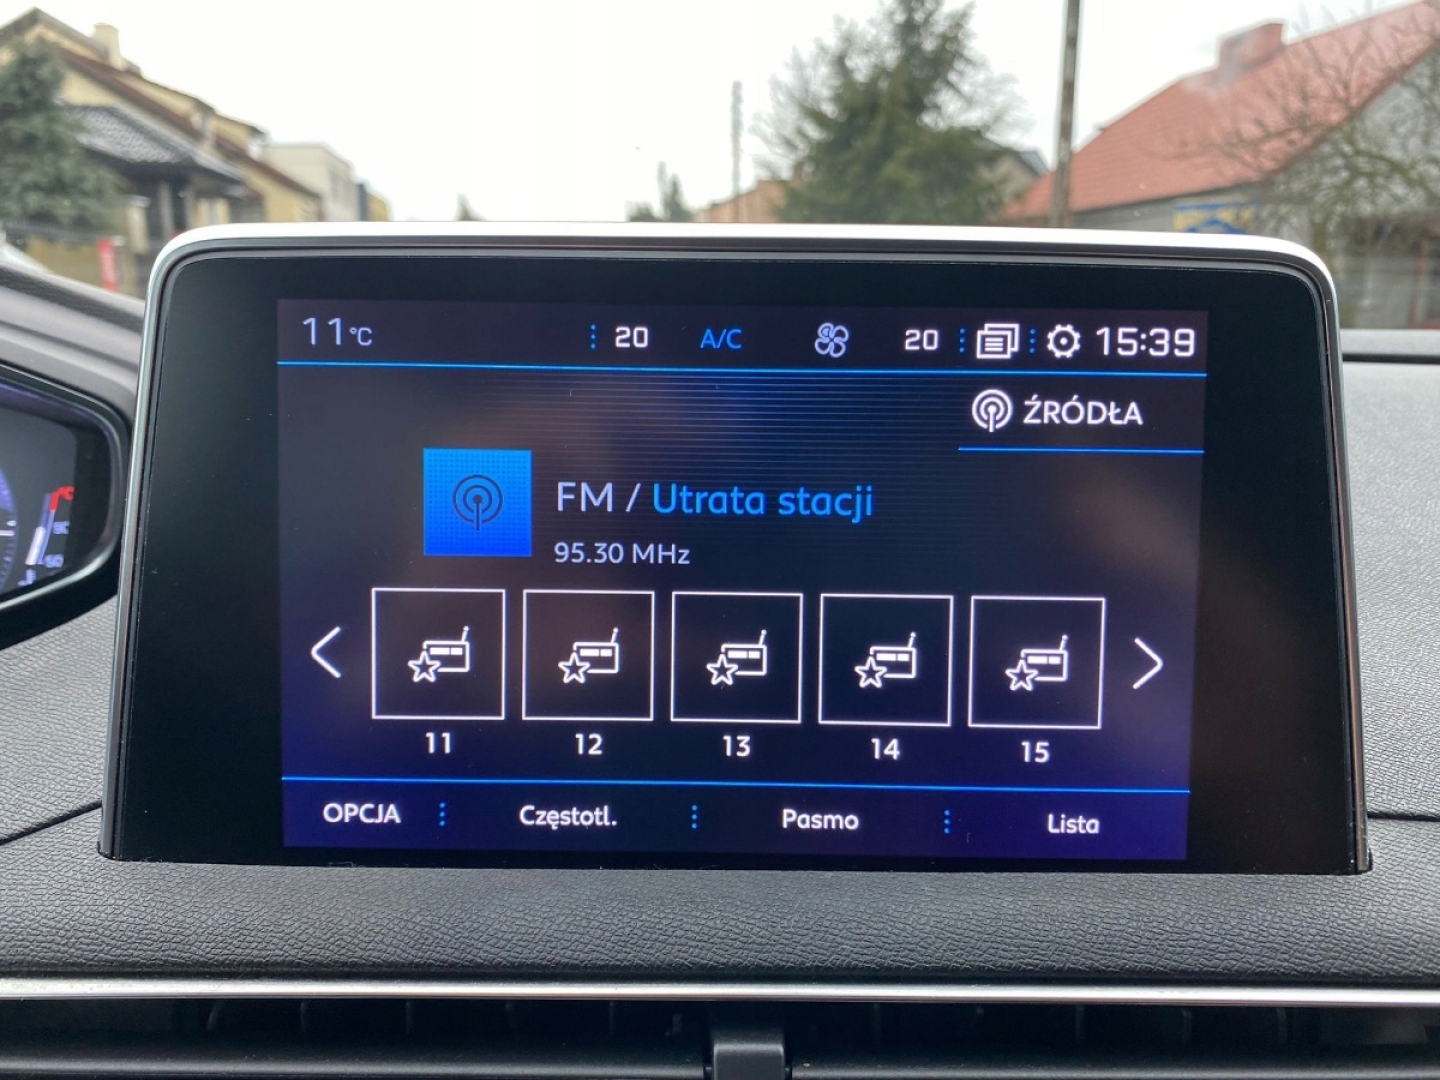 11°C 20 A/C 20 15:39
ŹRÓDŁA
FM / Utrata stacji
95.30 MHz
11 12 13 14 15
OPCJA Częstotl. Pasmo Lista